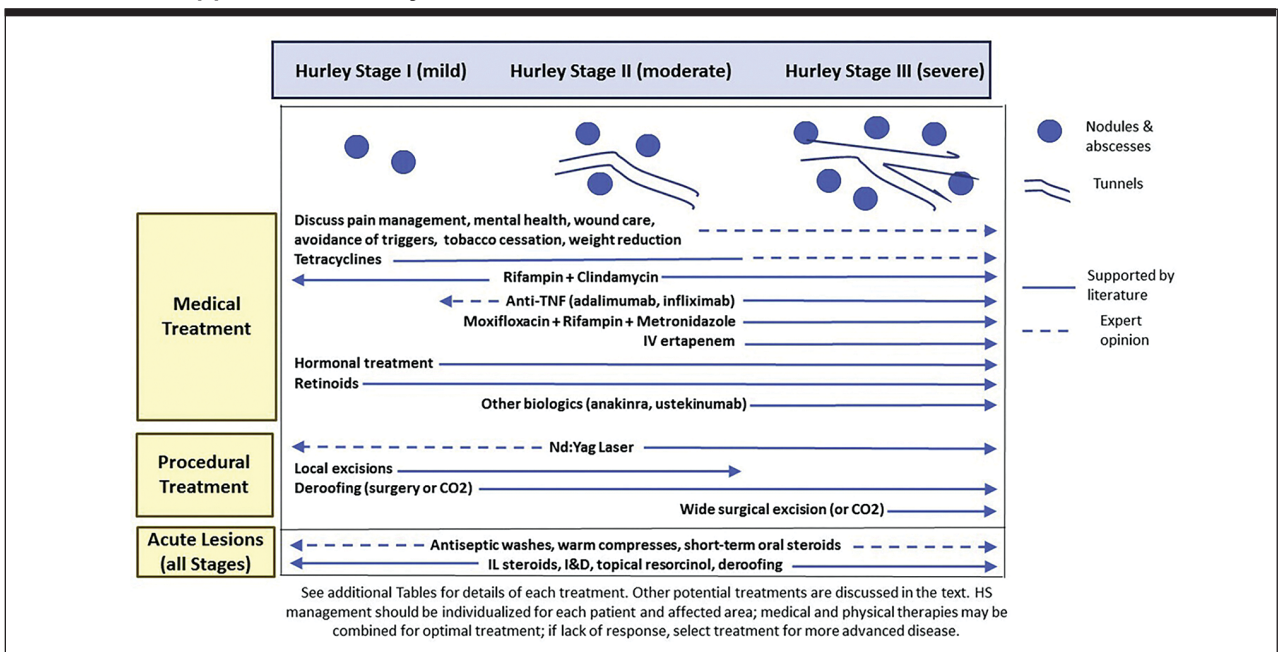 Hurley Stage I (mild) Hurley Stage II (moderate) Hurley Stage III (severe)
Nodules &
abscesses
Tunnels
Medical
Treatment
Discuss pain management, mental health, wound care,
avoidance of triggers, tobacco cessation, weight reduction
Tetracyclines
Rifampin + Clindamycin
Anti-TNF (adalimumab, infliximab)
Moxifloxacin + Rifampin + Metronidazole
IV ertapenem
Hormonal treatment
Retinoids
Other biologics (anakinra, ustekinumab)
Supported by
literature
Expert
opinion
Procedural
Treatment
Nd:Yag Laser
Local excisions
Deroofing (surgery or CO2)
Wide surgical excision (or CO2)
Acute Lesions
(all Stages)
Antiseptic washes, warm compresses, short-term oral steroids
IL steroids, I&D, topical resorcinol, deroofing
See additional Tables for details of each treatment. Other potential treatments are discussed in the text. HS
management should be individualized for each patient and affected area; medical and physical therapies may be
combined for optimal treatment; if lack of response, select treatment for more advanced disease.